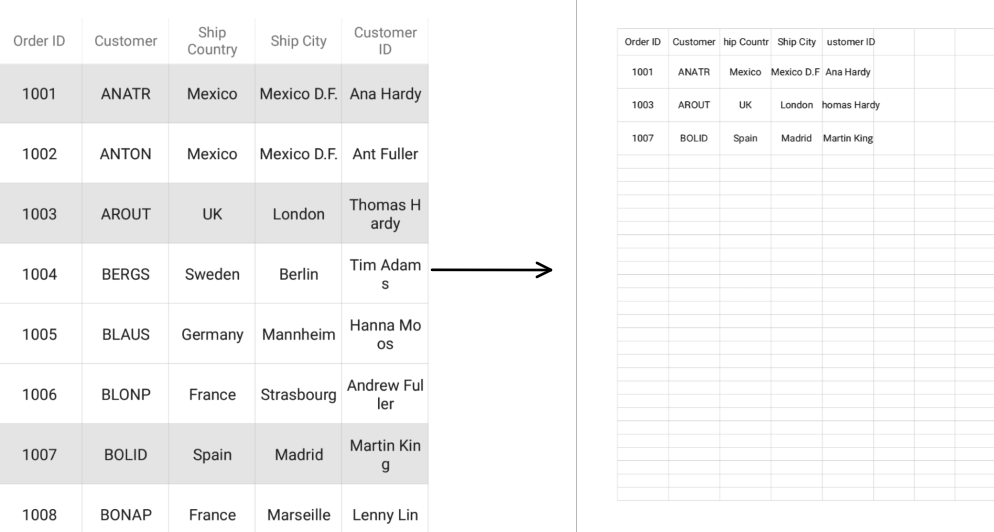 Order ID Customer Ship Country Ship City Customer ID
1001 ANATR Mexico Mexico D.F. Ana Hardy
1002 ANTON Mexico Mexico D.F. Ant Fuller
1003 AROUT UK London Thomas H ardy
1004 BERGS Sweden Berlin Tim Adam s
1005 BLAUS Germany Mannheim Hanna Mo os
1006 BLONP France Strasbourg Andrew Ful ler
1007 BOLID Spain Madrid Martin Kin g
1008 BONAP France Marseille Lenny Lin
Order ID Customer hip Countr Ship City ustomer ID
1001 ANATR Mexico Mexico D.F Ana Hardy
1003 AROUT UK London homas Hardy
1007 BOLID Spain Madrid Martin King